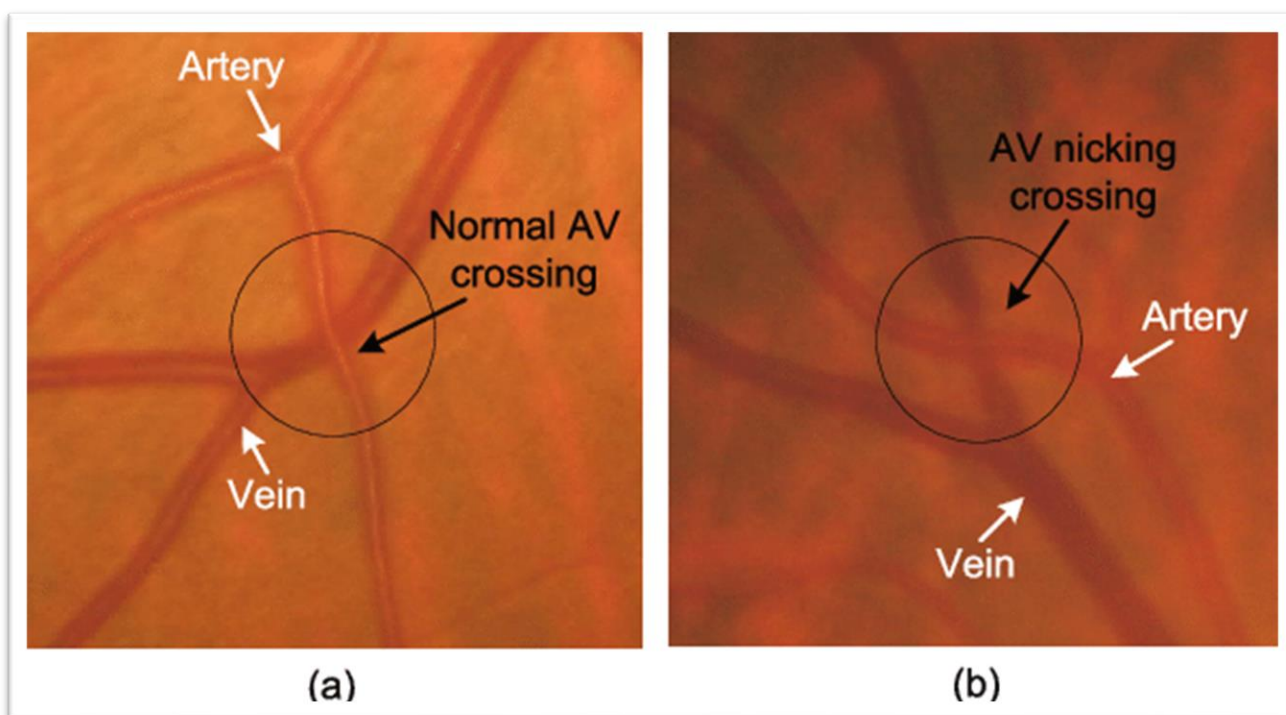 Artery
Normal AV
crossing
Vein
(a)
AV nicking
crossing
Artery
Vein
(b)